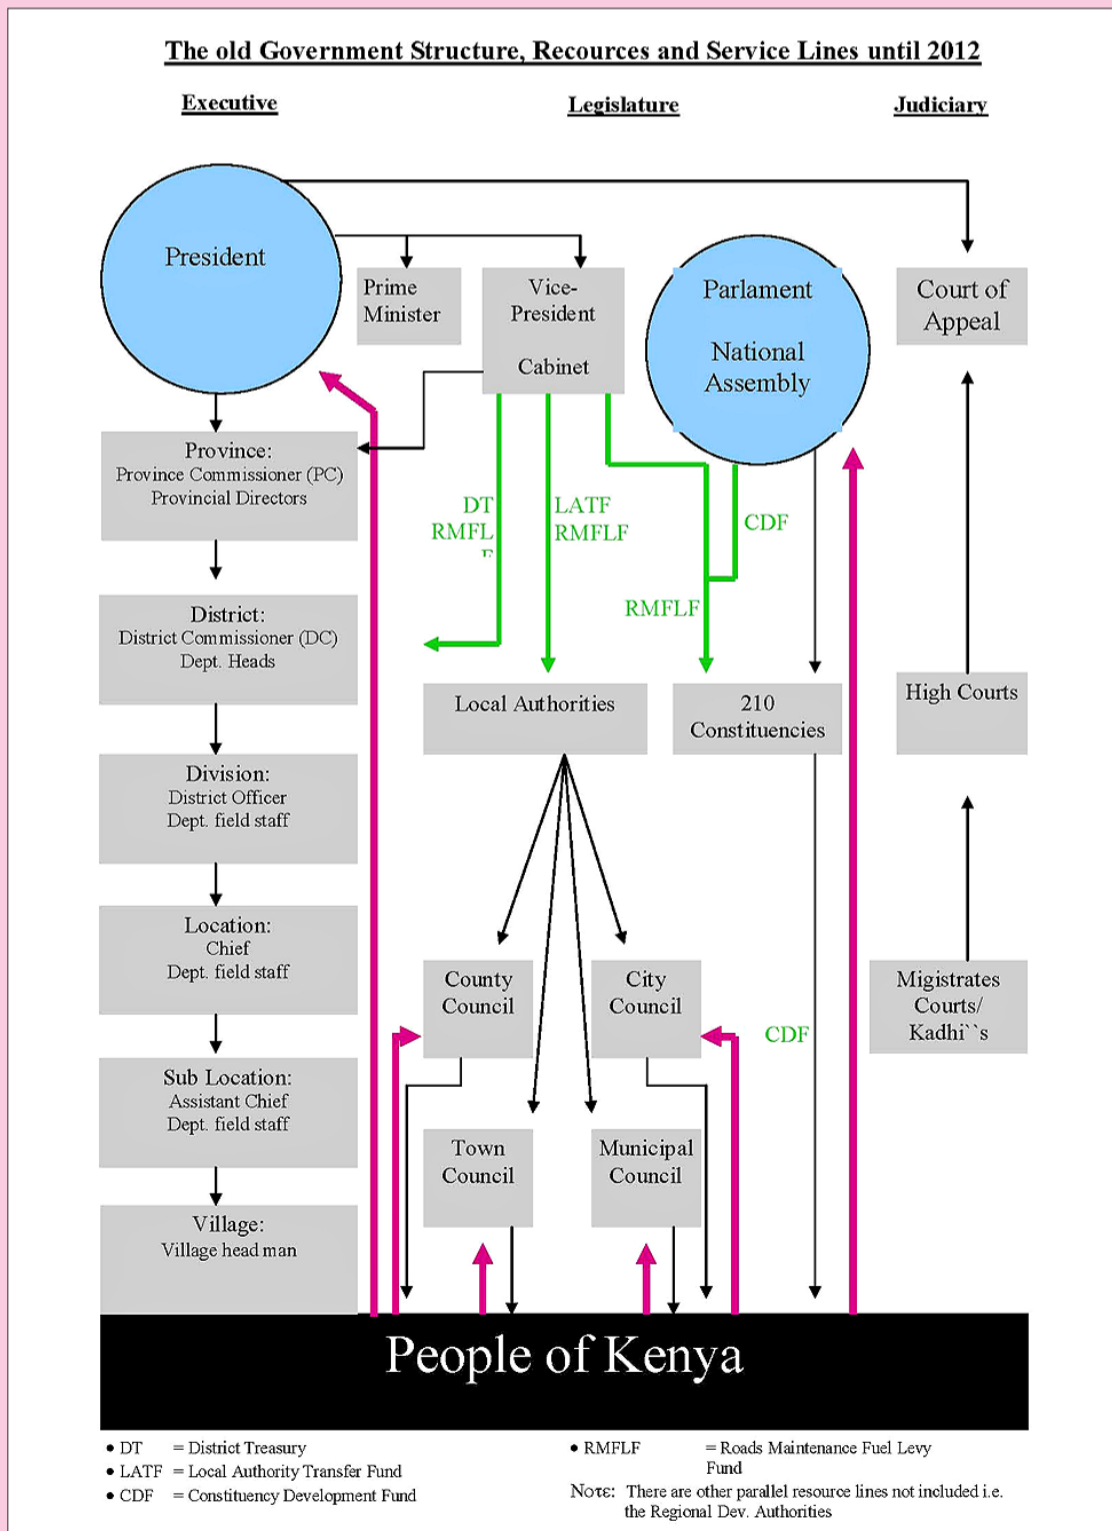 The old Government Structure, Recources and Service Lines until 2012
Executive
Legislature
Judiciary
President
Prime
Minister
Vice-
President
Cabinet
Parlament
National
Assembly
Court of
Appeal
Province:
Province Commissioner (PC)
Provincial Directors
DT
RMFL
F
LATF
RMFLF
CDF
RMFLF
District:
District Commissioner (DC)
Dept. Heads
Local Authorities
210
Constituencies
High Courts
Division:
District Officer
Dept. field staff
Location:
Chief
Dept. field staff
County
Council
City
Council
Migistrates
Courts/
Kadhi``s
CDF
Sub Location:
Assistant Chief
Dept. field staff
Town
Council
Municipal
Council
Village:
Village head man
People of Kenya
• DT = District Treasury
• LATF = Local Authority Transfer Fund
• CDF = Constituency Development Fund
• RMFLF = Roads Maintenance Fuel Levy
Fund
Note: There are other parallel resource lines not included i.e.
the Regional Dev. Authorities